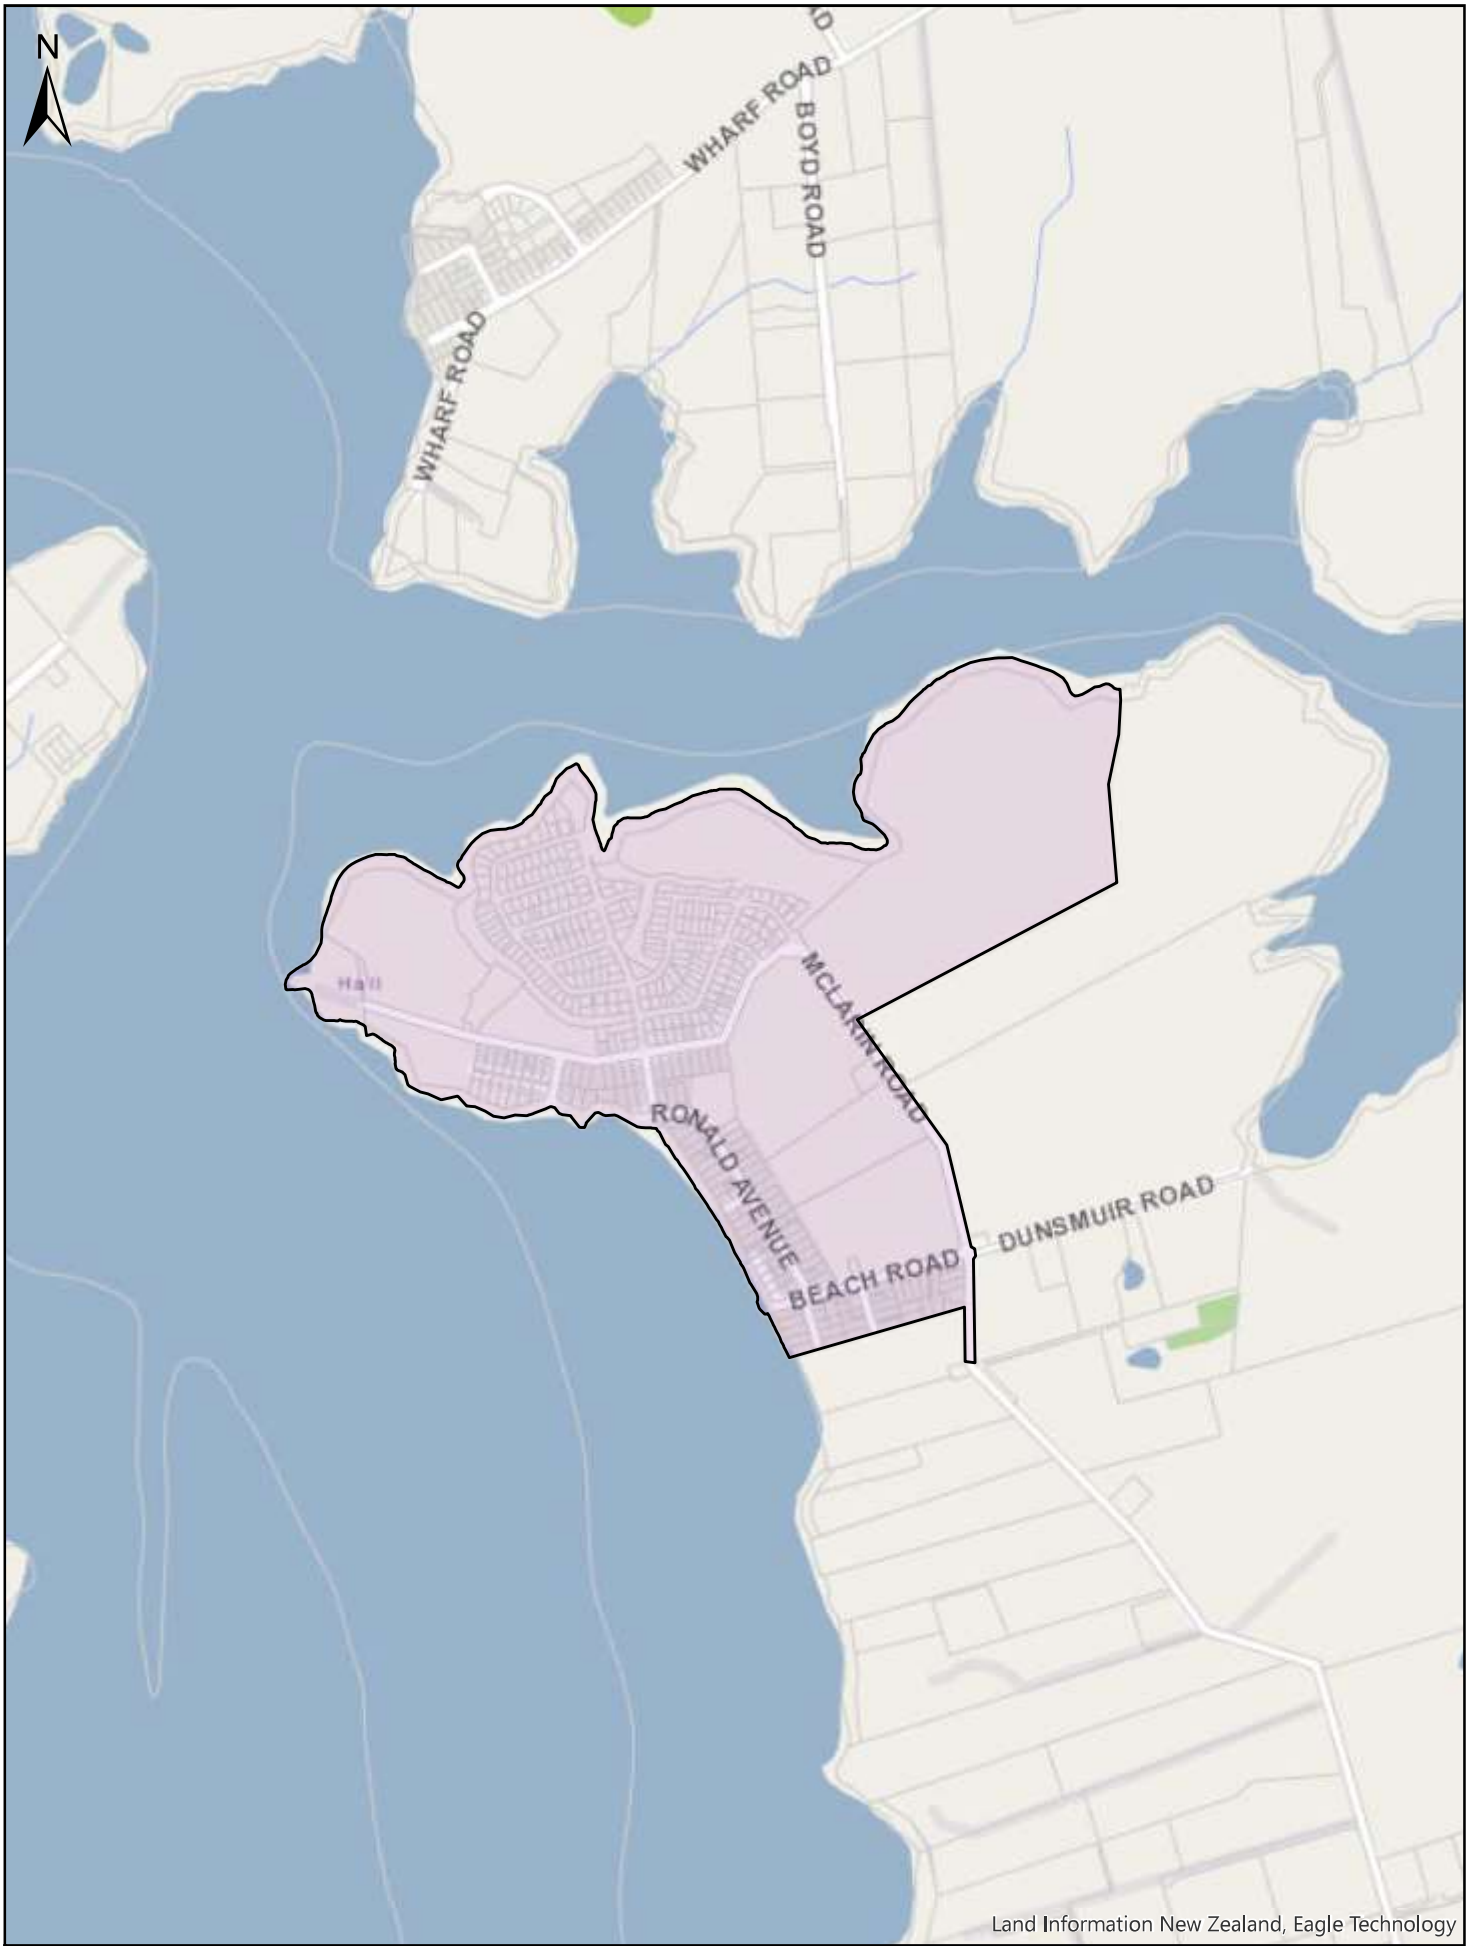 N
AD
WHARF ROAD
BOYD ROAD
WHARF ROAD
Hall
MCLARIN ROAD
RONALD AVENUE
DUNSMUIR ROAD
BEACH ROAD
Land Information New Zealand, Eagle Technology